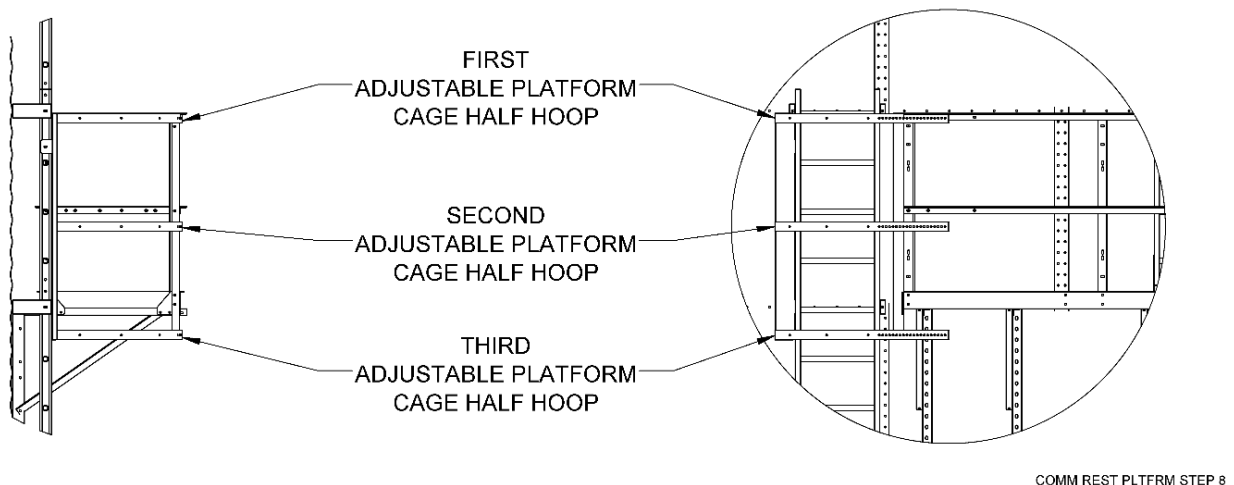 FIRST
ADJUSTABLE PLATFORM
CAGE HALF HOOP
SECOND
ADJUSTABLE PLATFORM
CAGE HALF HOOP
THIRD
ADJUSTABLE PLATFORM
CAGE HALF HOOP
COMM REST PLTFRM STEP 8